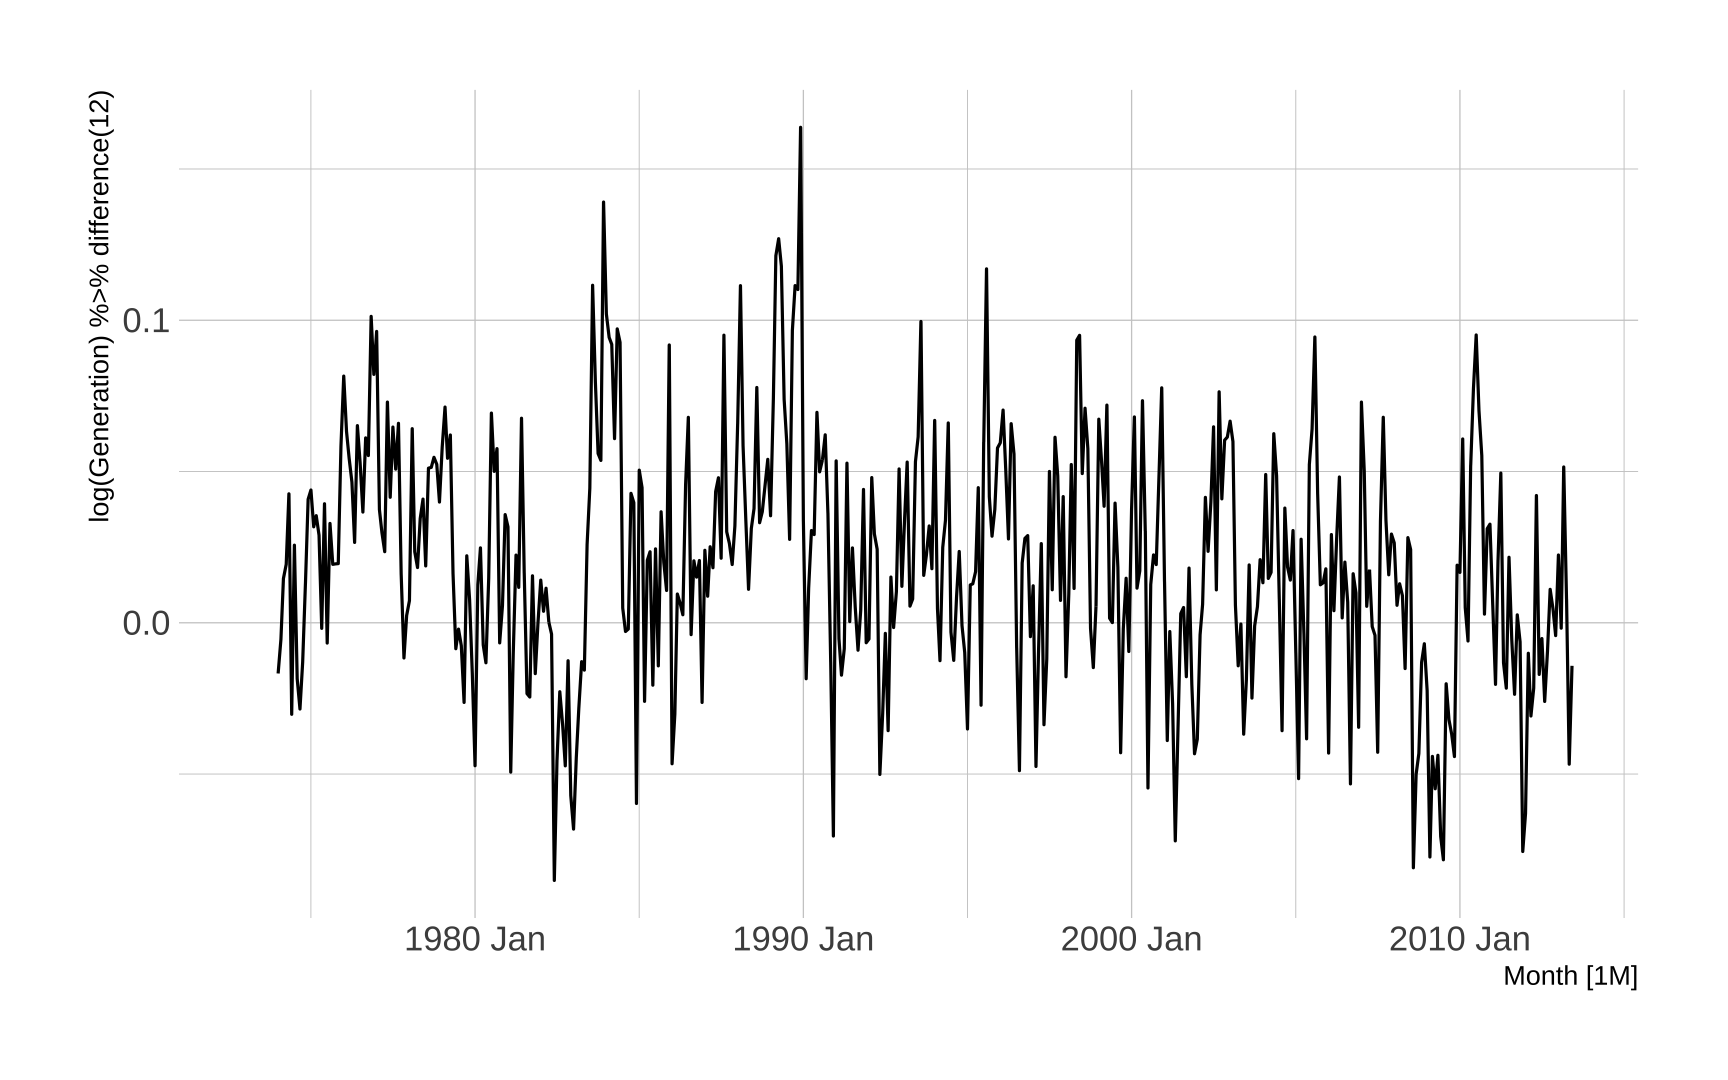 log(Generation) %>% difference(12)
0.1
0.0
1980 Jan
1990 Jan
2000 Jan
2010 Jan
Month [1M]